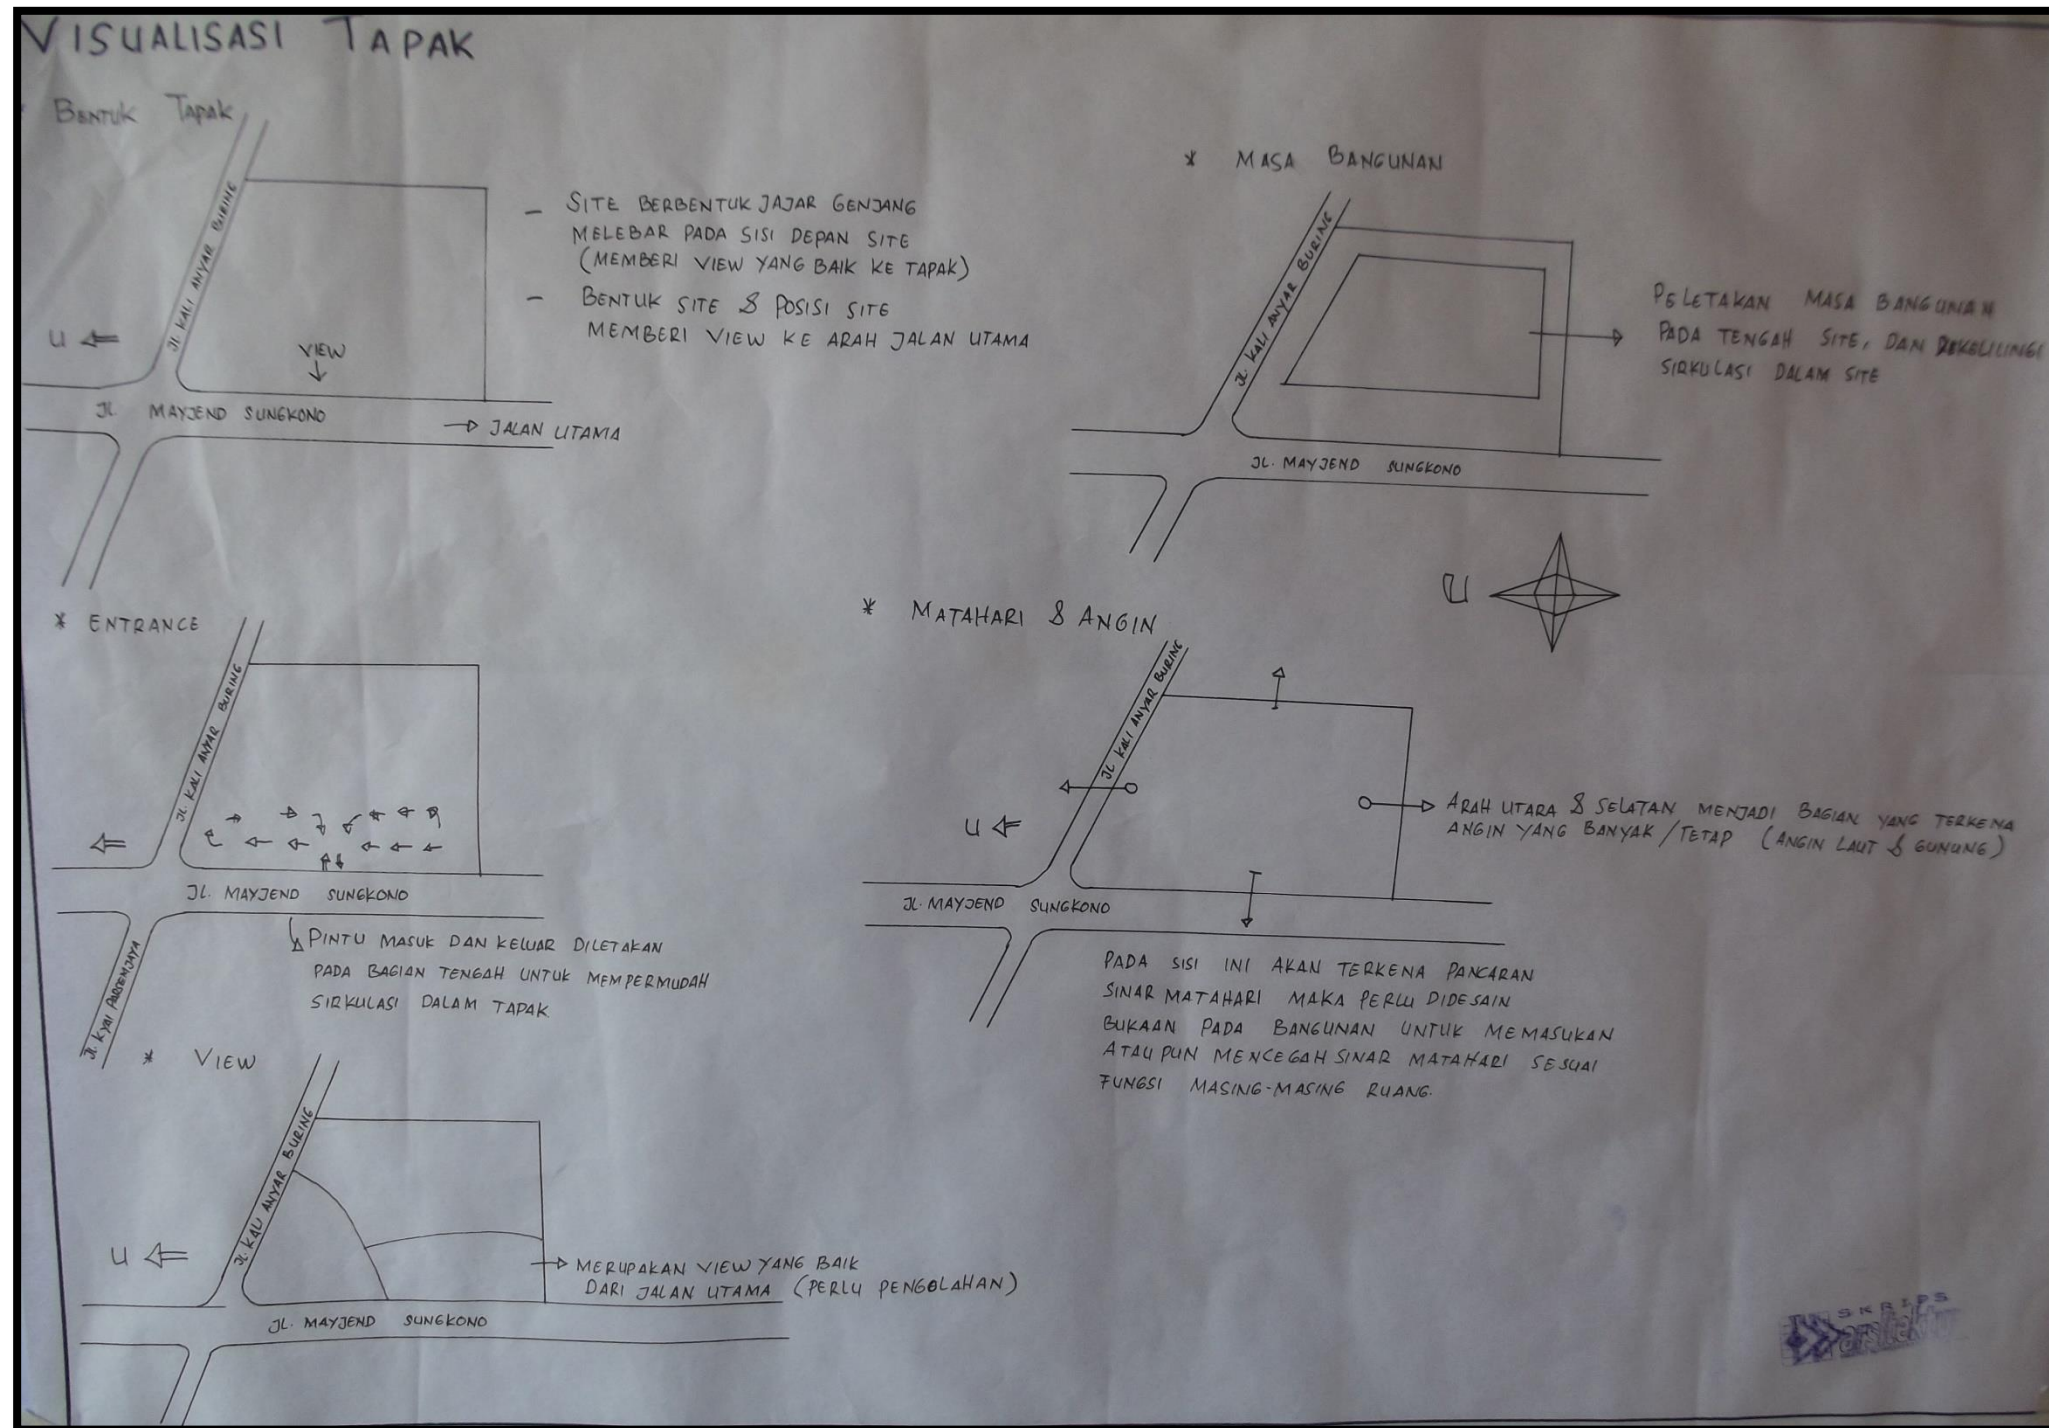 VISUALISASI TAPAK
BENTUK TAPAK
JL. KALI ANYAR BURING
U
VIEW
JL. MAYJEND SUNGKONO
JALAN UTAMA
- SITE BERBENTUK JAJAR GENJANG
MELEBAR PADA SISI DEPAN SITE
(MEMBERI VIEW YANG BAIK KE TAPAK)
- BENTUK SITE & POSISI SITE
MEMBERI VIEW KE ARAH JALAN UTAMA
* MASA BANGUNAN
JL. KALI ANYAR BURING
JL. MAYJEND SUNGKONO
PELETAKAN MASA BANGUNAN
PADA TENGAH SITE, DAN DIKELILINGI
SIRKULASI DALAM SITE
U
* ENTRANCE
JL. KALI ANYAR BURING
JL. MAYJEND SUNGKONO
JL. KYAI PARSEMJAYA
PINTU MASUK DAN KELUAR DILETAKAN
PADA BAGIAN TENGAH UNTUK MEMPERMUDAH
SIRKULASI DALAM TAPAK
* MATAHARI & ANGIN
JL KALI ANYAR BURING
U
JL. MAYJEND SUNGKONO
ARAH UTARA & SELATAN MENJADI BAGIAN YANG TERKENA
ANGIN YANG BANYAK/TETAP (ANGIN LAUT & GUNUNG)
PADA SISI INI AKAN TERKENA PANCARAN
SINAR MATAHARI MAKA PERLU DIDESAIN
BUKAAN PADA BANGUNAN UNTUK MEMASUKAN
ATAUPUN MENCEGAH SINAR MATAHARI SESUAI
FUNGSI MASING-MASING RUANG.
* VIEW
JL. KALI ANYAR BURING
U
JL. MAYJEND SUNGKONO
MERUPAKAN VIEW YANG BAIK
DARI JALAN UTAMA (PERLU PENGOLAHAN)
SKRIPS
arsitektur